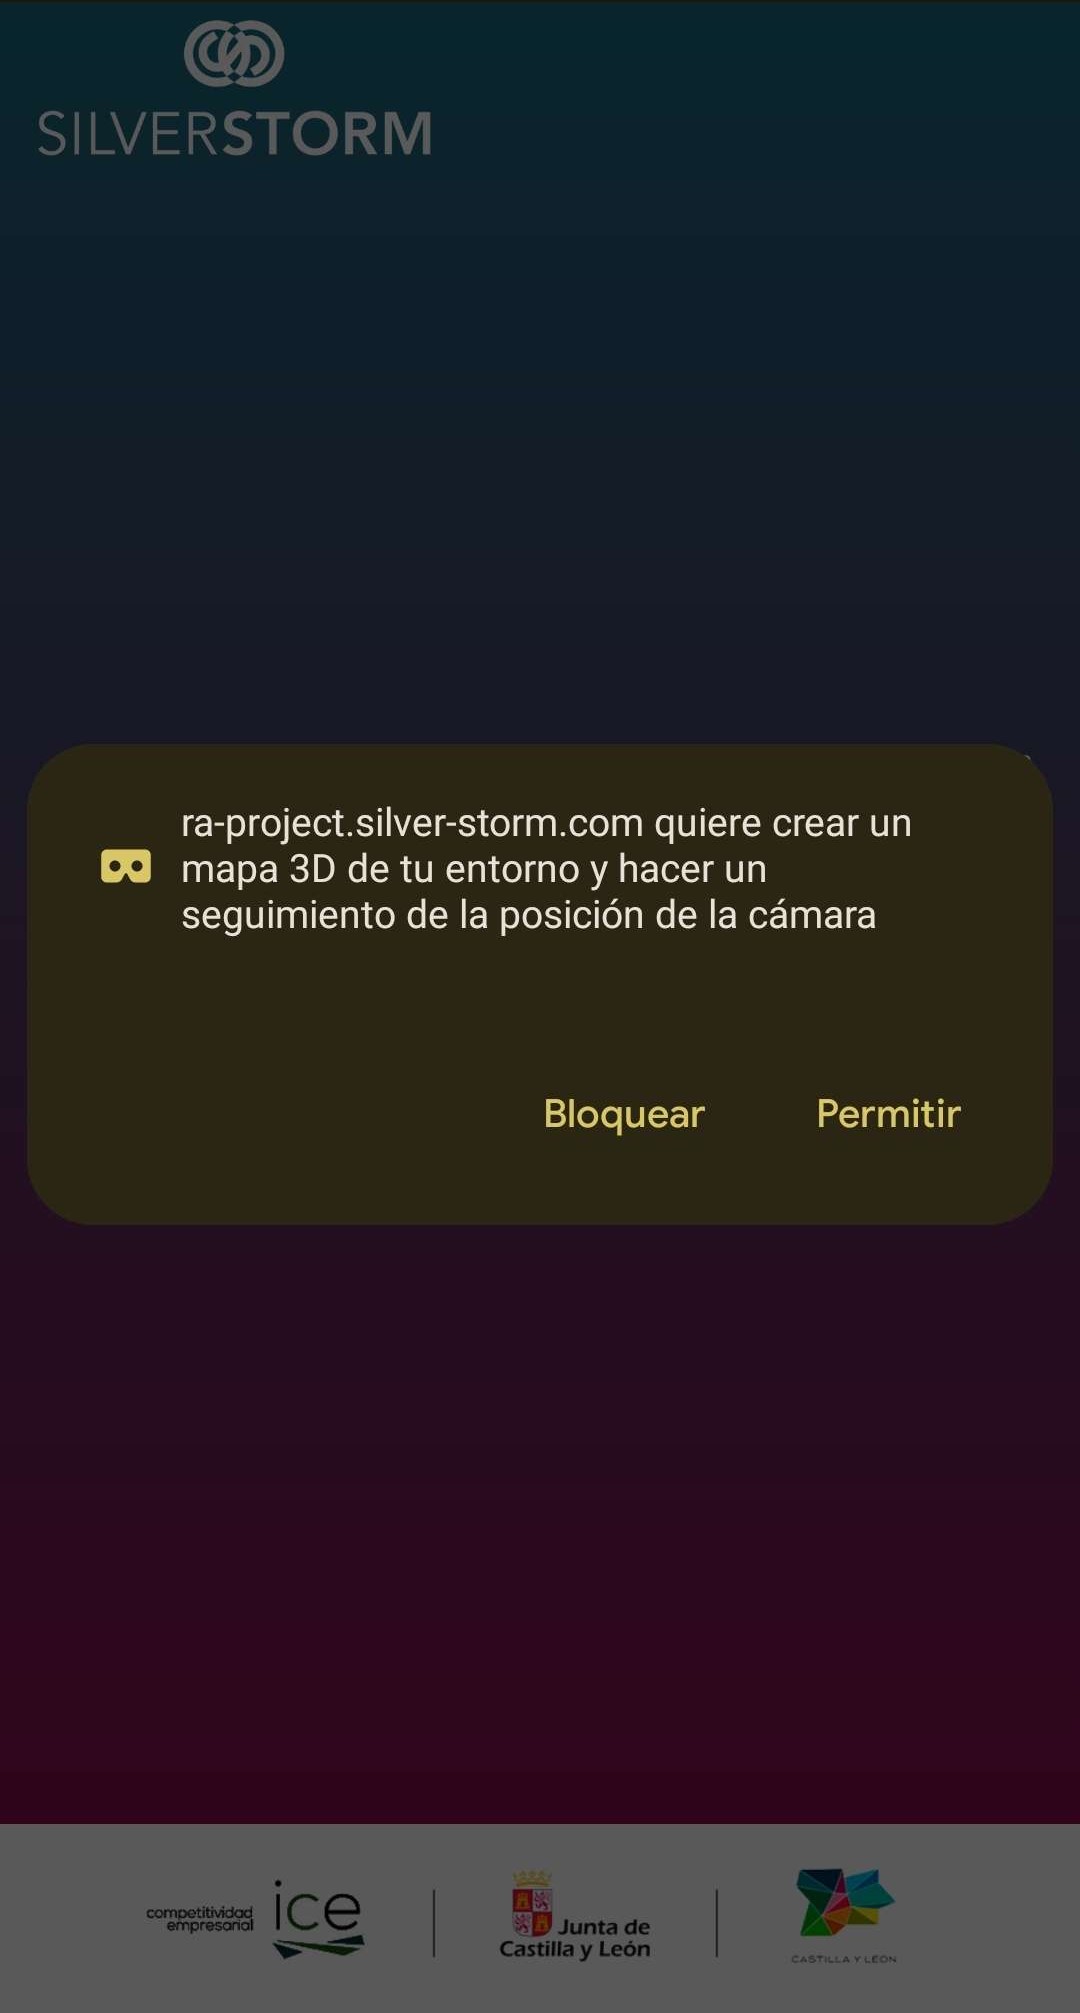 SILVERSTORM
ra-project.silver-storm.com quiere crear un
mapa 3D de tu entorno y hacer un
seguimiento de la posición de la cámara
Bloquear Permitir
competitividad
empresarial
ice
Junta de
Castilla y León
CASTILLA Y LEÓN